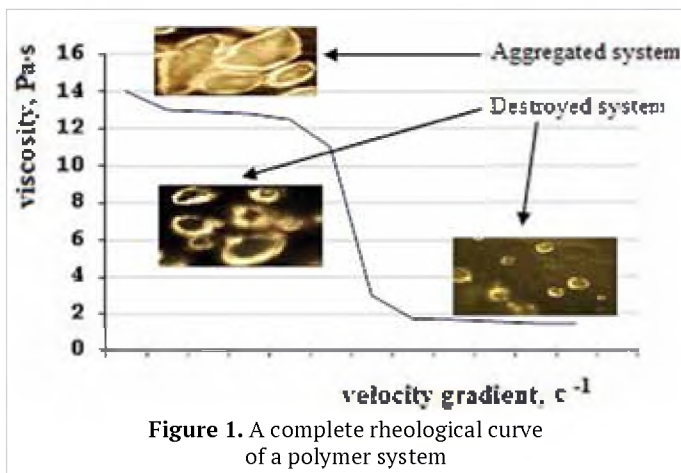 viscosity, Pa·s
16
14
12
10
8
6
4
2
0
Aggregated system
Destroyed system
velocity gradient, c⁻¹
Figure 1. A complete rheological curve
of a polymer system